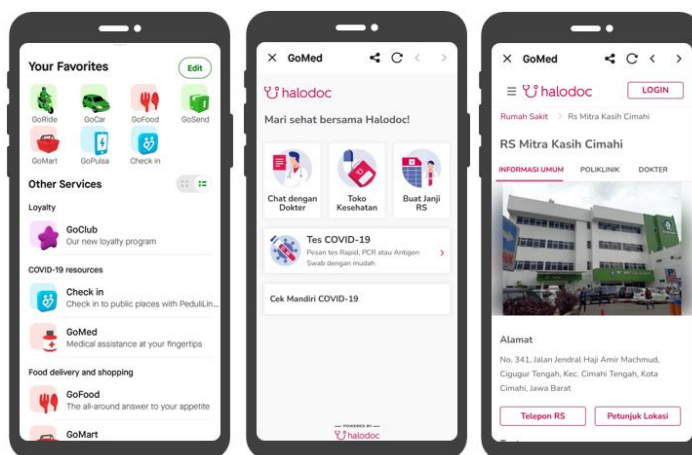 Your Favorites
Edit
GoRide
GoCar
GoFood
GoSend
GoMart
GoPulsa
Check in
Other Services
Loyalty
GoClub
Our new loyalty program
COVID-19 resources
Check in
Check in to public places with PeduliLin...
GoMed
Medical assistance at your fingertips
Food delivery and shopping
GoFood
The all-around answer to your appetite
GoMart
GoMed
halodoc
Mari sehat bersama Halodoc!
Chat dengan
Dokter
Toko
Kesehatan
Buat Janji
RS
Tes COVID-19
Pesan tes Rapid, PCR atau Antigen
Swab dengan mudah
Cek Mandiri COVID-19
POWERED BY
halodoc
GoMed
halodoc
LOGIN
Rumah Sakit > Rs Mitra Kasih Cimahi
RS Mitra Kasih Cimahi
INFORMASI UMUM
POLIKLINIK
DOKTER
Alamat
No. 341, Jalan Jendral Haji Amir Machmud,
Cigugur Tengah, Kec. Cimahi Tengah, Kota
Cimahi, Jawa Barat
Telepon RS
Petunjuk Lokasi